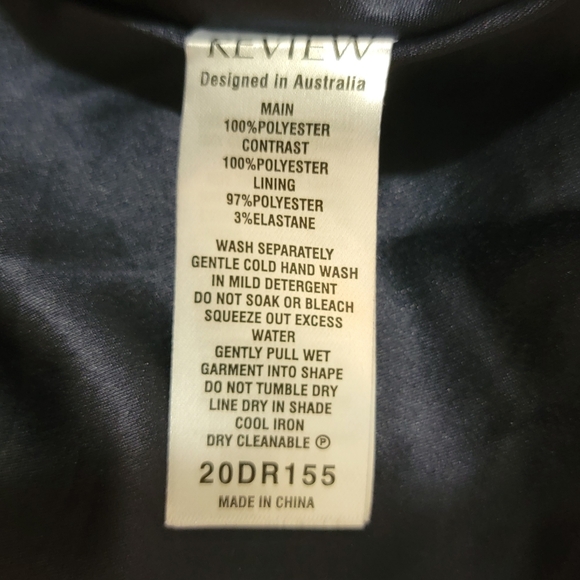 REVIEW
Designed in Australia
MAIN
100%POLYESTER
CONTRAST
100%POLYESTER
LINING
97%POLYESTER
3%ELASTANE
WASH SEPARATELY
GENTLE COLD HAND WASH
IN MILD DETERGENT
DO NOT SOAK OR BLEACH
SQUEEZE OUT EXCESS
WATER
GENTLY PULL WET
GARMENT INTO SHAPE
DO NOT TUMBLE DRY
LINE DRY IN SHADE
COOL IRON
DRY CLEANABLE Ⓟ
20DR155
MADE IN CHINA